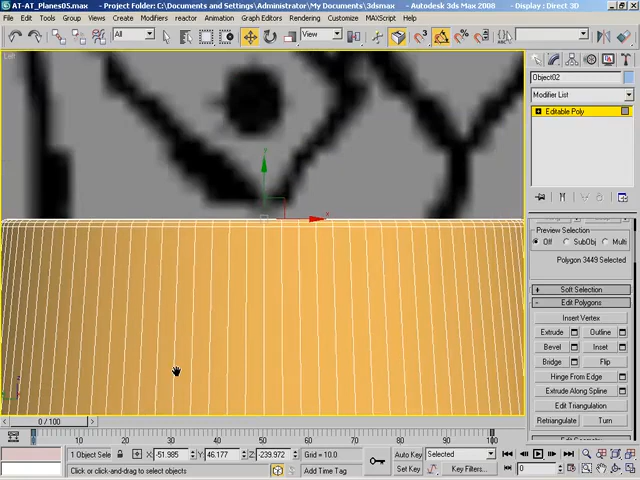 AT-AT_Planes05.max - Project Folder: C:\Documents and Settings\Administrator\My Documents\3dsmax - Autodesk 3ds Max 2008 - Display : Direct 3D
File Edit Tools Group Views Create Modifiers reactor Animation Graph Editors Rendering Customize MAXScript Help
All View
Left
Object02
Modifier List
Editable Poly
Preview Selection
Off SubObj Multi
Polygon 3449 Selected
+ Soft Selection
- Edit Polygons
Insert Vertex
Extrude Outline
Bevel Inset
Bridge Flip
Hinge From Edge
Extrude Along Spline
Edit Triangulation
Retriangulate Turn
0 / 100
0 10 20 30 40 50 60 70 80 90 100
1 Object Sele X: -51.985 Y: 46.177 Z: -239.972 Grid = 10.0 Auto Key Selected
Click or click-and-drag to select objects Add Time Tag Set Key Key Filters... 0